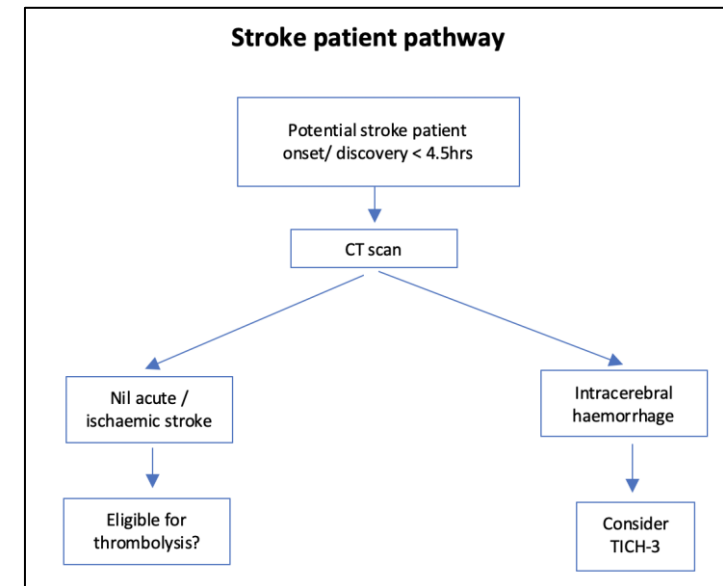 Stroke patient pathway
Potential stroke patient
onset/ discovery < 4.5hrs
CT scan
Nil acute /
ischaemic stroke
Intracerebral
haemorrhage
Eligible for
thrombolysis?
Consider
TICH-3